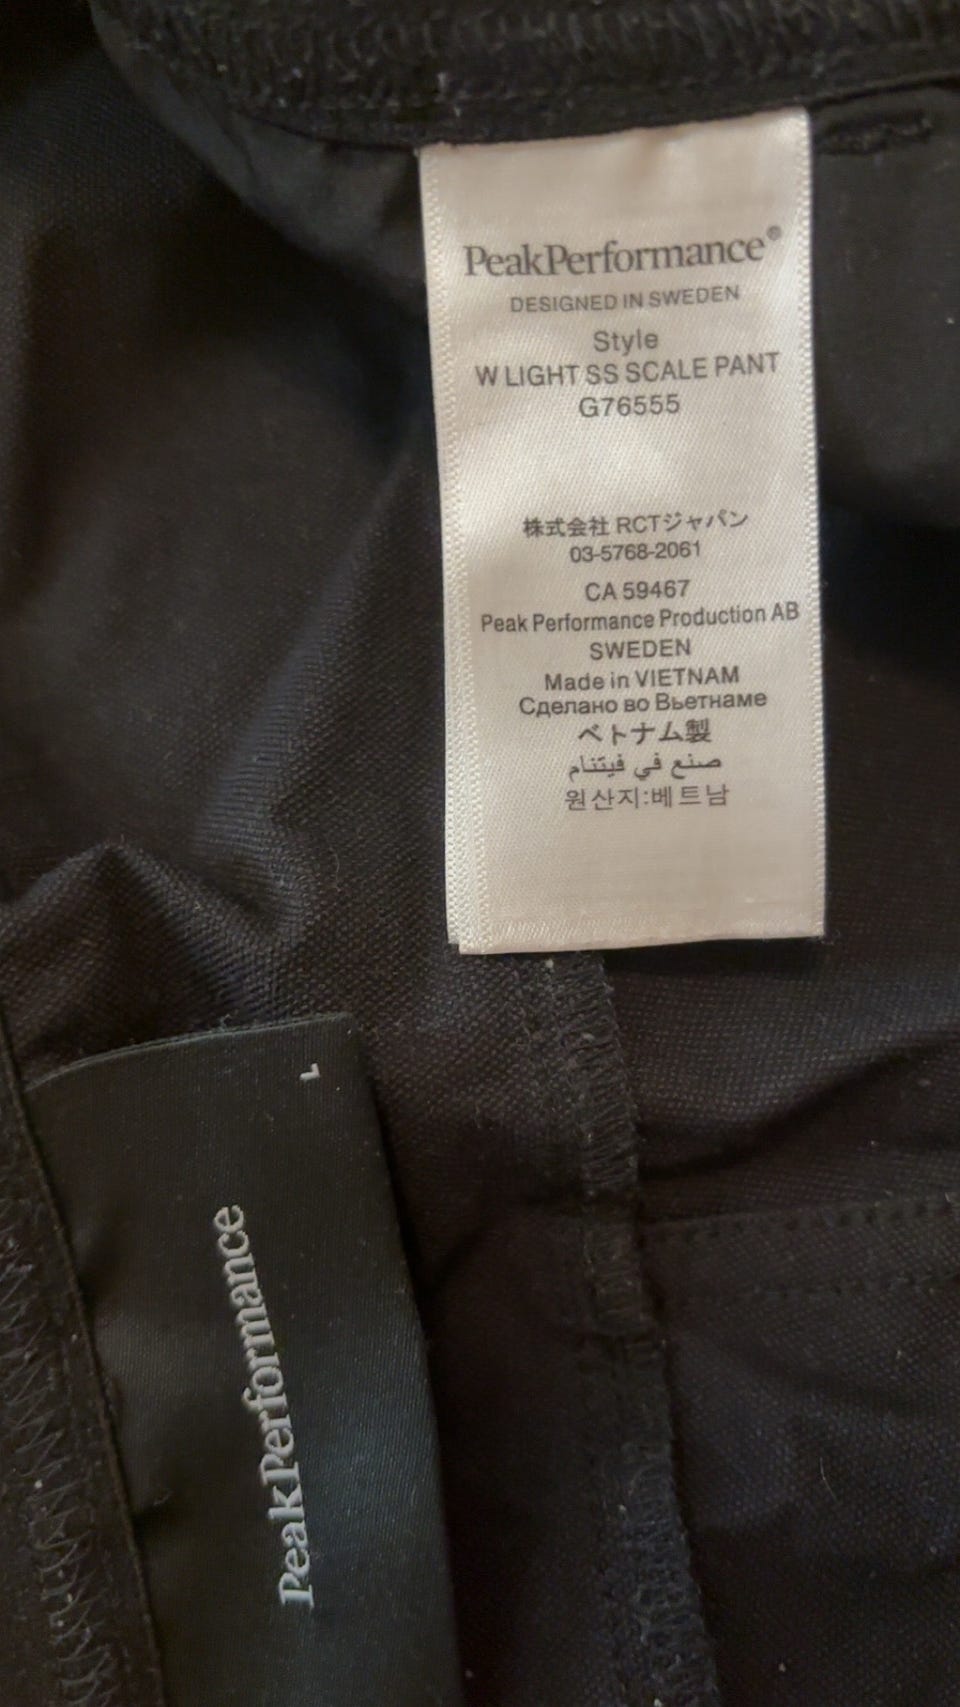 PeakPerformance®
DESIGNED IN SWEDEN
Style
W LIGHT SS SCALE PANT
G76555
株式会社 RCTジャパン
03-5768-2061
CA 59467
Peak Performance Production AB
SWEDEN
Made in VIETNAM
Сделано во Вьетнаме
ベトナム製
صنع في فيتنام
원산지:베트남
L
PeakPerformance